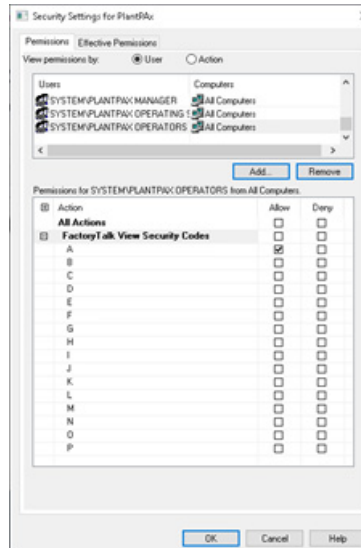 Security Settings for PlantPAx
Permissions Effective Permissions
View permissions by: User Action
Users Computers
SYSTEM\PLANTPAX MANAGER All Computers
SYSTEM\PLANTPAX OPERATING S All Computers
SYSTEM\PLANTPAX OPERATORS All Computers
Add... Remove
Permissions for SYSTEM\PLANTPAX OPERATORS from All Computers.
Action Allow Deny
All Actions
FactoryTalk View Security Codes
A
B
C
D
E
F
G
H
I
J
K
L
M
N
O
P
OK Cancel Help